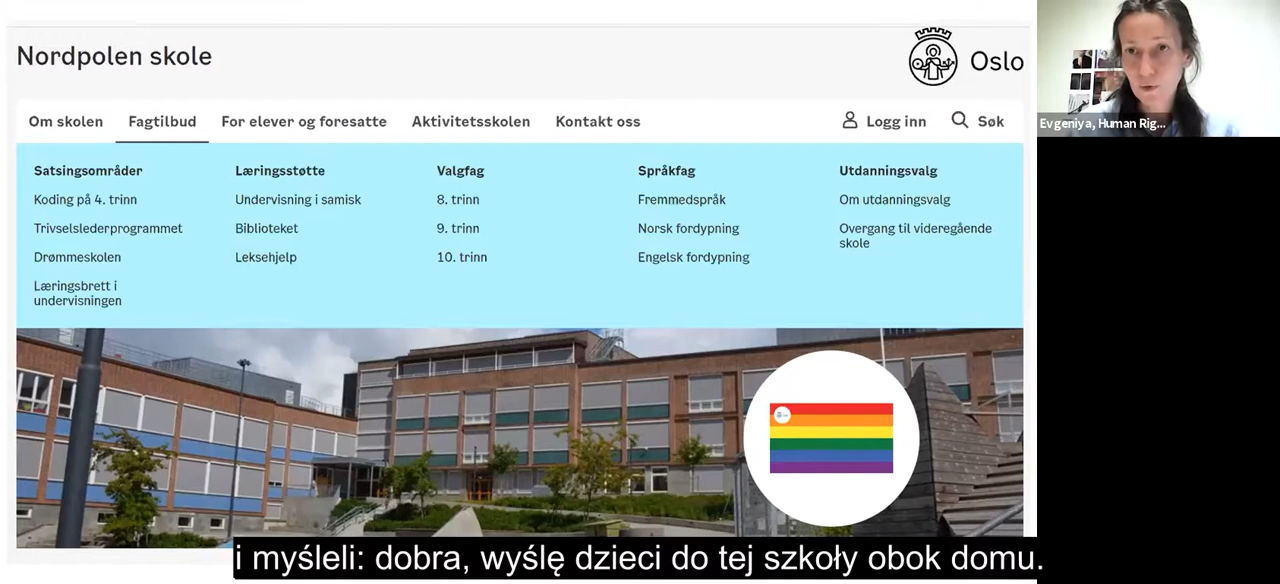 Nordpolen skole
Oslo
Om skolen
Fagtilbud
For elever og foresatte
Aktivitetsskolen
Kontakt oss
Logg inn
Søk
Satsingsområder
Koding på 4. trinn
Trivselslederprogrammet
Drømmeskolen
Læringsbrett i
undervisningen
Læringsstøtte
Undervisning i samisk
Biblioteket
Leksehjelp
Valgfag
8. trinn
9. trinn
10. trinn
Språkfag
Fremmedspråk
Norsk fordypning
Engelsk fordypning
Utdanningsvalg
Om utdanningsvalg
Overgang til videregående
skole
Evgeniya, Human Rig...
i myśleli: dobra, wyślę dzieci do tej szkoły obok domu.